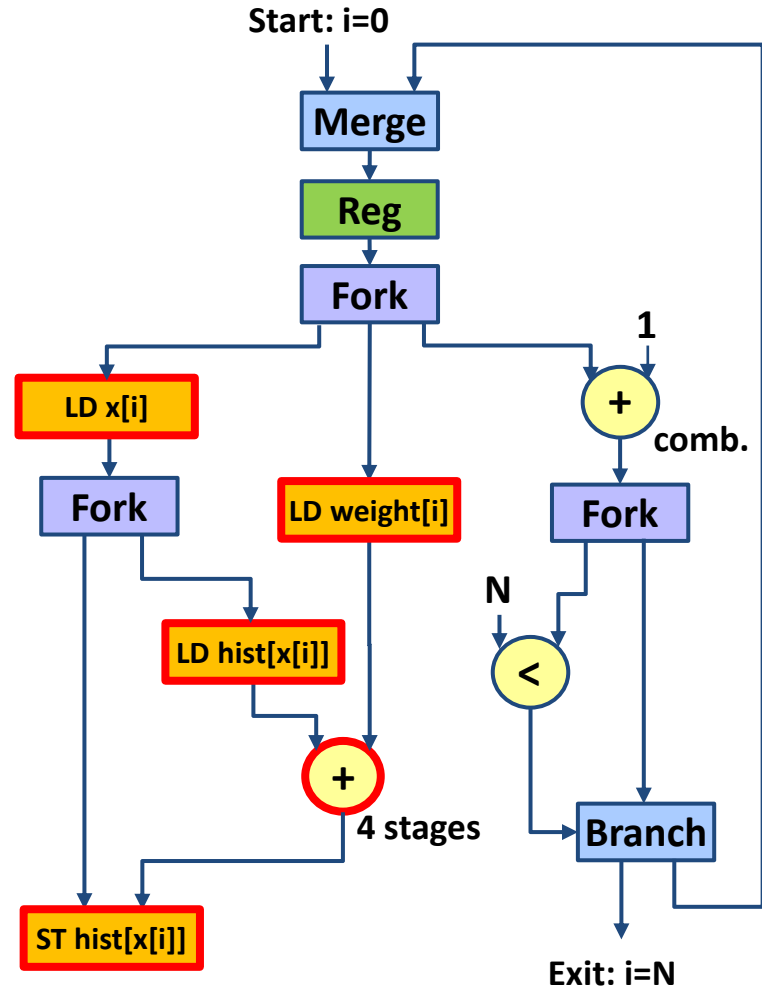 Start: i=0
Merge
Reg
Fork
1
LD x[i]
+
comb.
Fork
LD weight[i]
Fork
N
LD hist[x[i]]
<
+
4 stages
Branch
ST hist[x[i]]
Exit: i=N